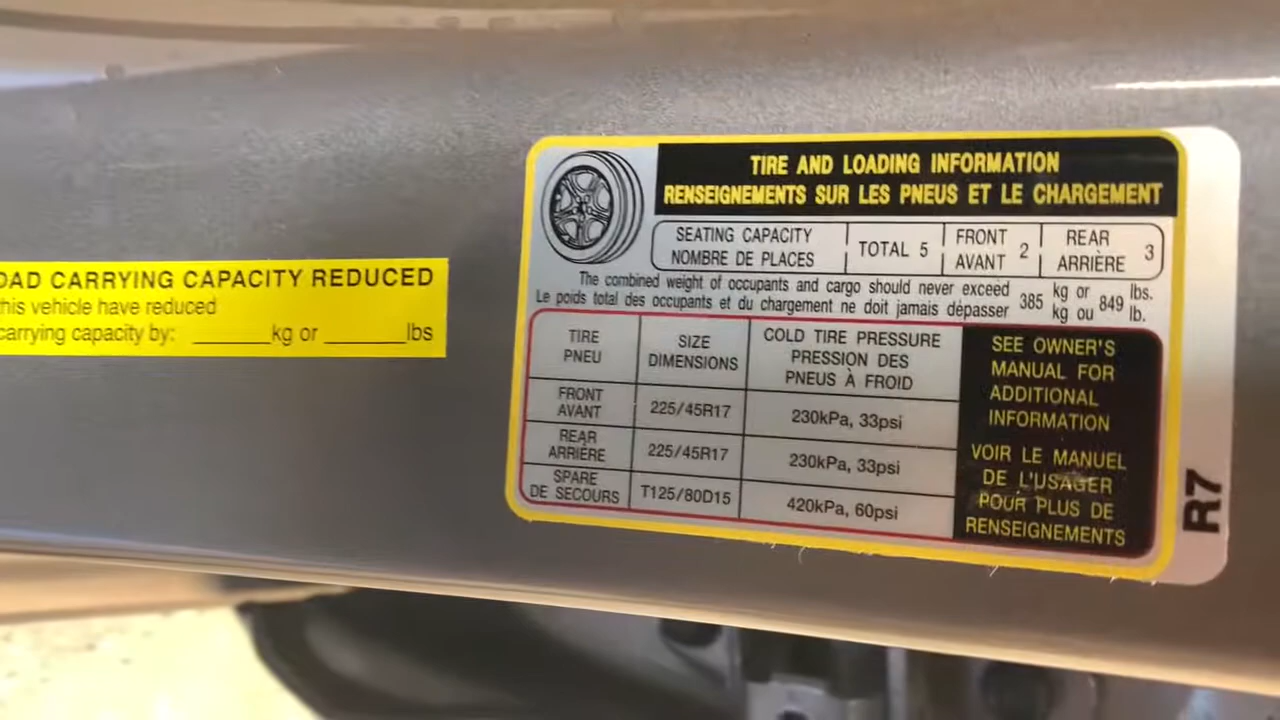 OAD CARRYING CAPACITY REDUCED
this vehicle have reduced
carrying capacity by: ______kg or ______lbs
TIRE AND LOADING INFORMATION
RENSEIGNEMENTS SUR LES PNEUS ET LE CHARGEMENT
SEATING CAPACITY
NOMBRE DE PLACES
TOTAL 5
FRONT
AVANT
2
REAR
ARRIÈRE
3
The combined weight of occupants and cargo should never exceed
Le poids total des occupants et du chargement ne doit jamais dépasser
385
kg or
kg ou
849
lbs.
lb.
TIRE
PNEU
SIZE
DIMENSIONS
COLD TIRE PRESSURE
PRESSION DES
PNEUS À FROID
FRONT
AVANT
225/45R17
230kPa, 33psi
REAR
ARRIÈRE
225/45R17
230kPa, 33psi
SPARE
DE SECOURS
T125/80D15
420kPa, 60psi
SEE OWNER'S
MANUAL FOR
ADDITIONAL
INFORMATION
VOIR LE MANUEL
DE L'USAGER
POUR PLUS DE
RENSEIGNEMENTS
R7